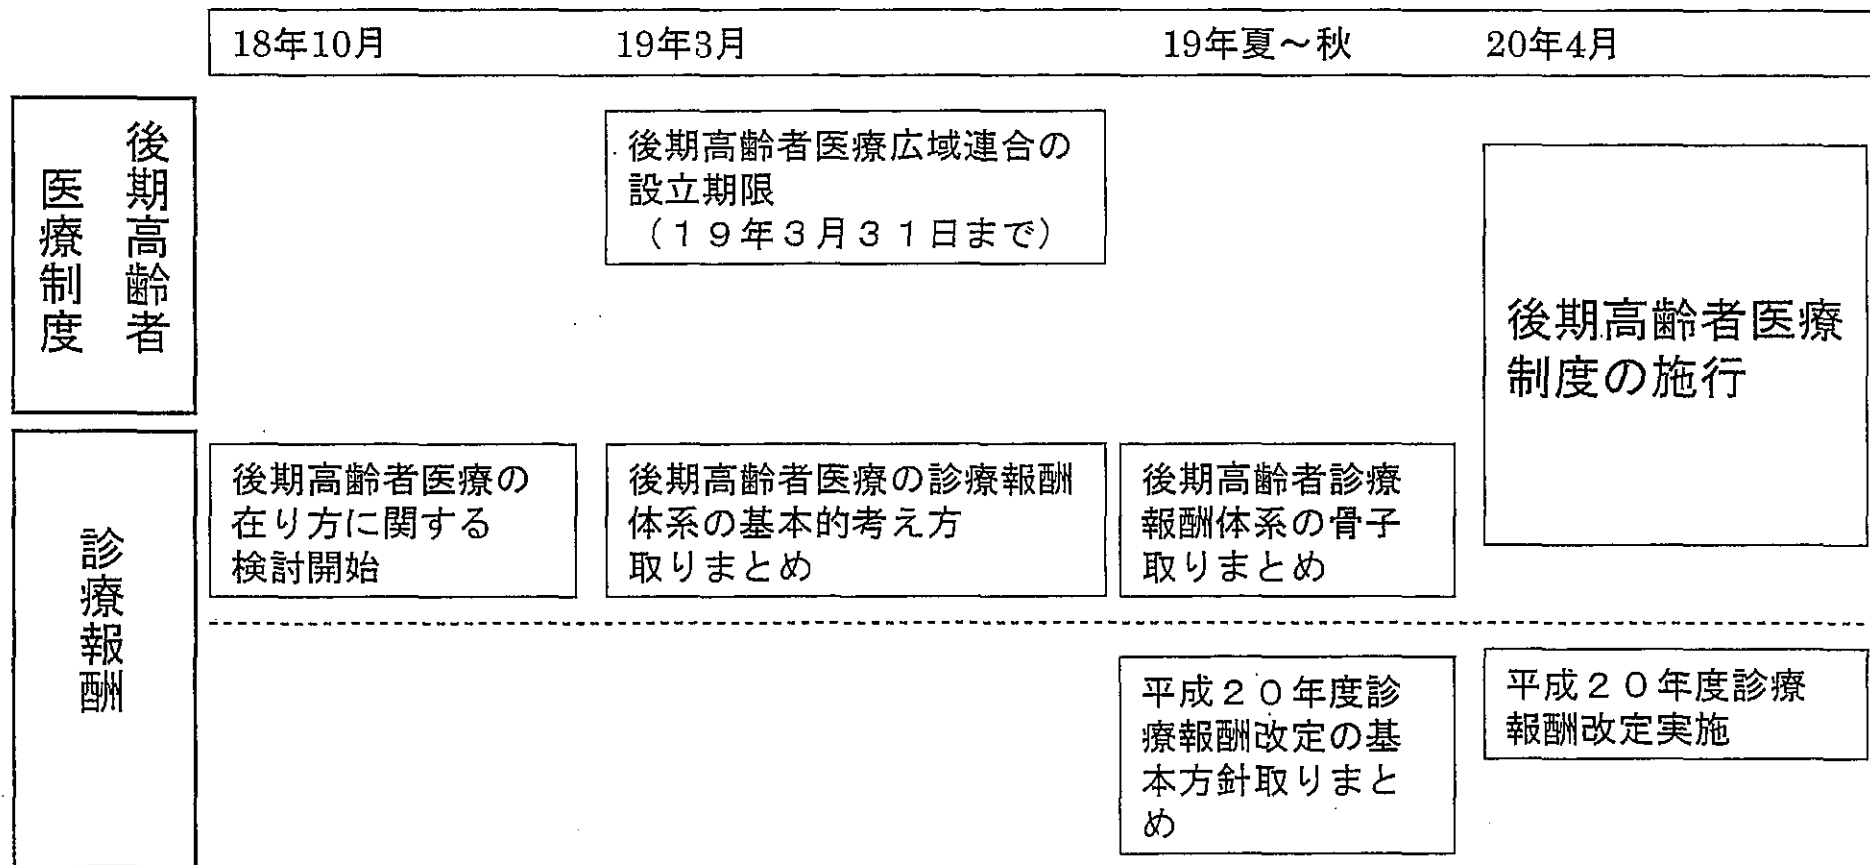 18年10月
19年3月
19年夏～秋
20年4月
後期高齢者
医療制度
後期高齢者医療広域連合の
設立期限
（１９年３月３１日まで）
後期高齢者医療
制度の施行
診療報酬
後期高齢者医療の
在り方に関する
検討開始
後期高齢者医療の診療報酬
体系の基本的考え方
取りまとめ
後期高齢者診療
報酬体系の骨子
取りまとめ
平成２０年度診
療報酬改定の基
本方針取りまと
め
平成２０年度診療
報酬改定実施